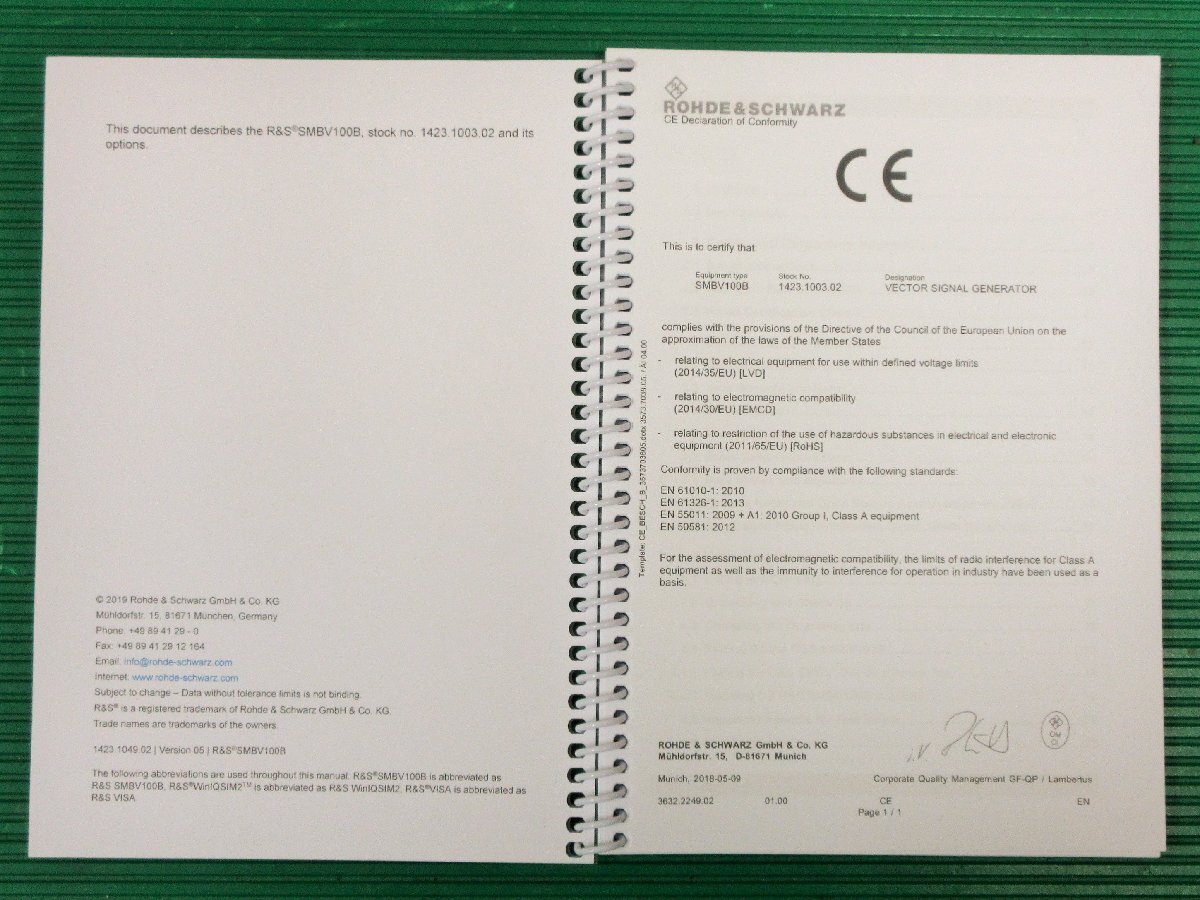 This document describes the R&S®SMBV100B, stock no. 1423.1003.02 and its
options.
© 2019 Rohde & Schwarz GmbH & Co. KG
Mühldorfstr. 15, 81671 München, Germany
Phone: +49 89 41 29 - 0
Fax: +49 89 41 29 12 164
Email: info@rohde-schwarz.com
Internet: www.rohde-schwarz.com
Subject to change – Data without tolerance limits is not binding.
R&S® is a registered trademark of Rohde & Schwarz GmbH & Co. KG.
Trade names are trademarks of the owners.
1423.1049.02 | Version 05 | R&S®SMBV100B
The following abbreviations are used throughout this manual: R&S®SMBV100B is abbreviated as
R&S SMBV100B, R&S®WinIQSIM2™ is abbreviated as R&S WinIQSIM2, R&S®VISA is abbreviated as
R&S VISA
ROHDE & SCHWARZ
CE Declaration of Conformity
CE
This is to certify that:
Equipment type Stock No. Designation
SMBV100B 1423.1003.02 VECTOR SIGNAL GENERATOR
complies with the provisions of the Directive of the Council of the European Union on the
approximation of the laws of the Member States
- relating to electrical equipment for use within defined voltage limits
(2014/35/EU) [LVD]
- relating to electromagnetic compatibility
(2014/30/EU) [EMCD]
- relating to restriction of the use of hazardous substances in electrical and electronic
equipment (2011/65/EU) [RoHS]
Conformity is proven by compliance with the following standards:
EN 61010-1: 2010
EN 61326-1: 2013
EN 55011: 2009 + A1: 2010 Group I, Class A equipment
EN 50581: 2012
For the assessment of electromagnetic compatibility, the limits of radio interference for Class A
equipment as well as the immunity to interference for operation in industry have been used as a
basis.
ROHDE & SCHWARZ GmbH & Co. KG
Mühldorfstr. 15, D-81671 Munich
Munich, 2018-05-09 Corporate Quality Management GF-QP / Lambertus
3632.2249.02 01.00 CE EN
Page 1 / 1